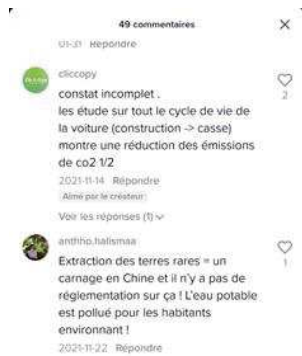 49 commentaires
01-31 Répondre
cliccopy
constat incomplet .
les étude sur tout le cycle de vie de
la voiture (construction -> casse)
montre une réduction des émissions
de co2 1/2
2021-11-14 Répondre
Aimé par le créateur
Voir les réponses (1)
2
anthho.halismaa
Extraction des terres rares = un
carnage en Chine et il n'y a pas de
réglementation sur ça ! L'eau potable
est pollué pour les habitants
environnant !
2021-11-22 Répondre
1